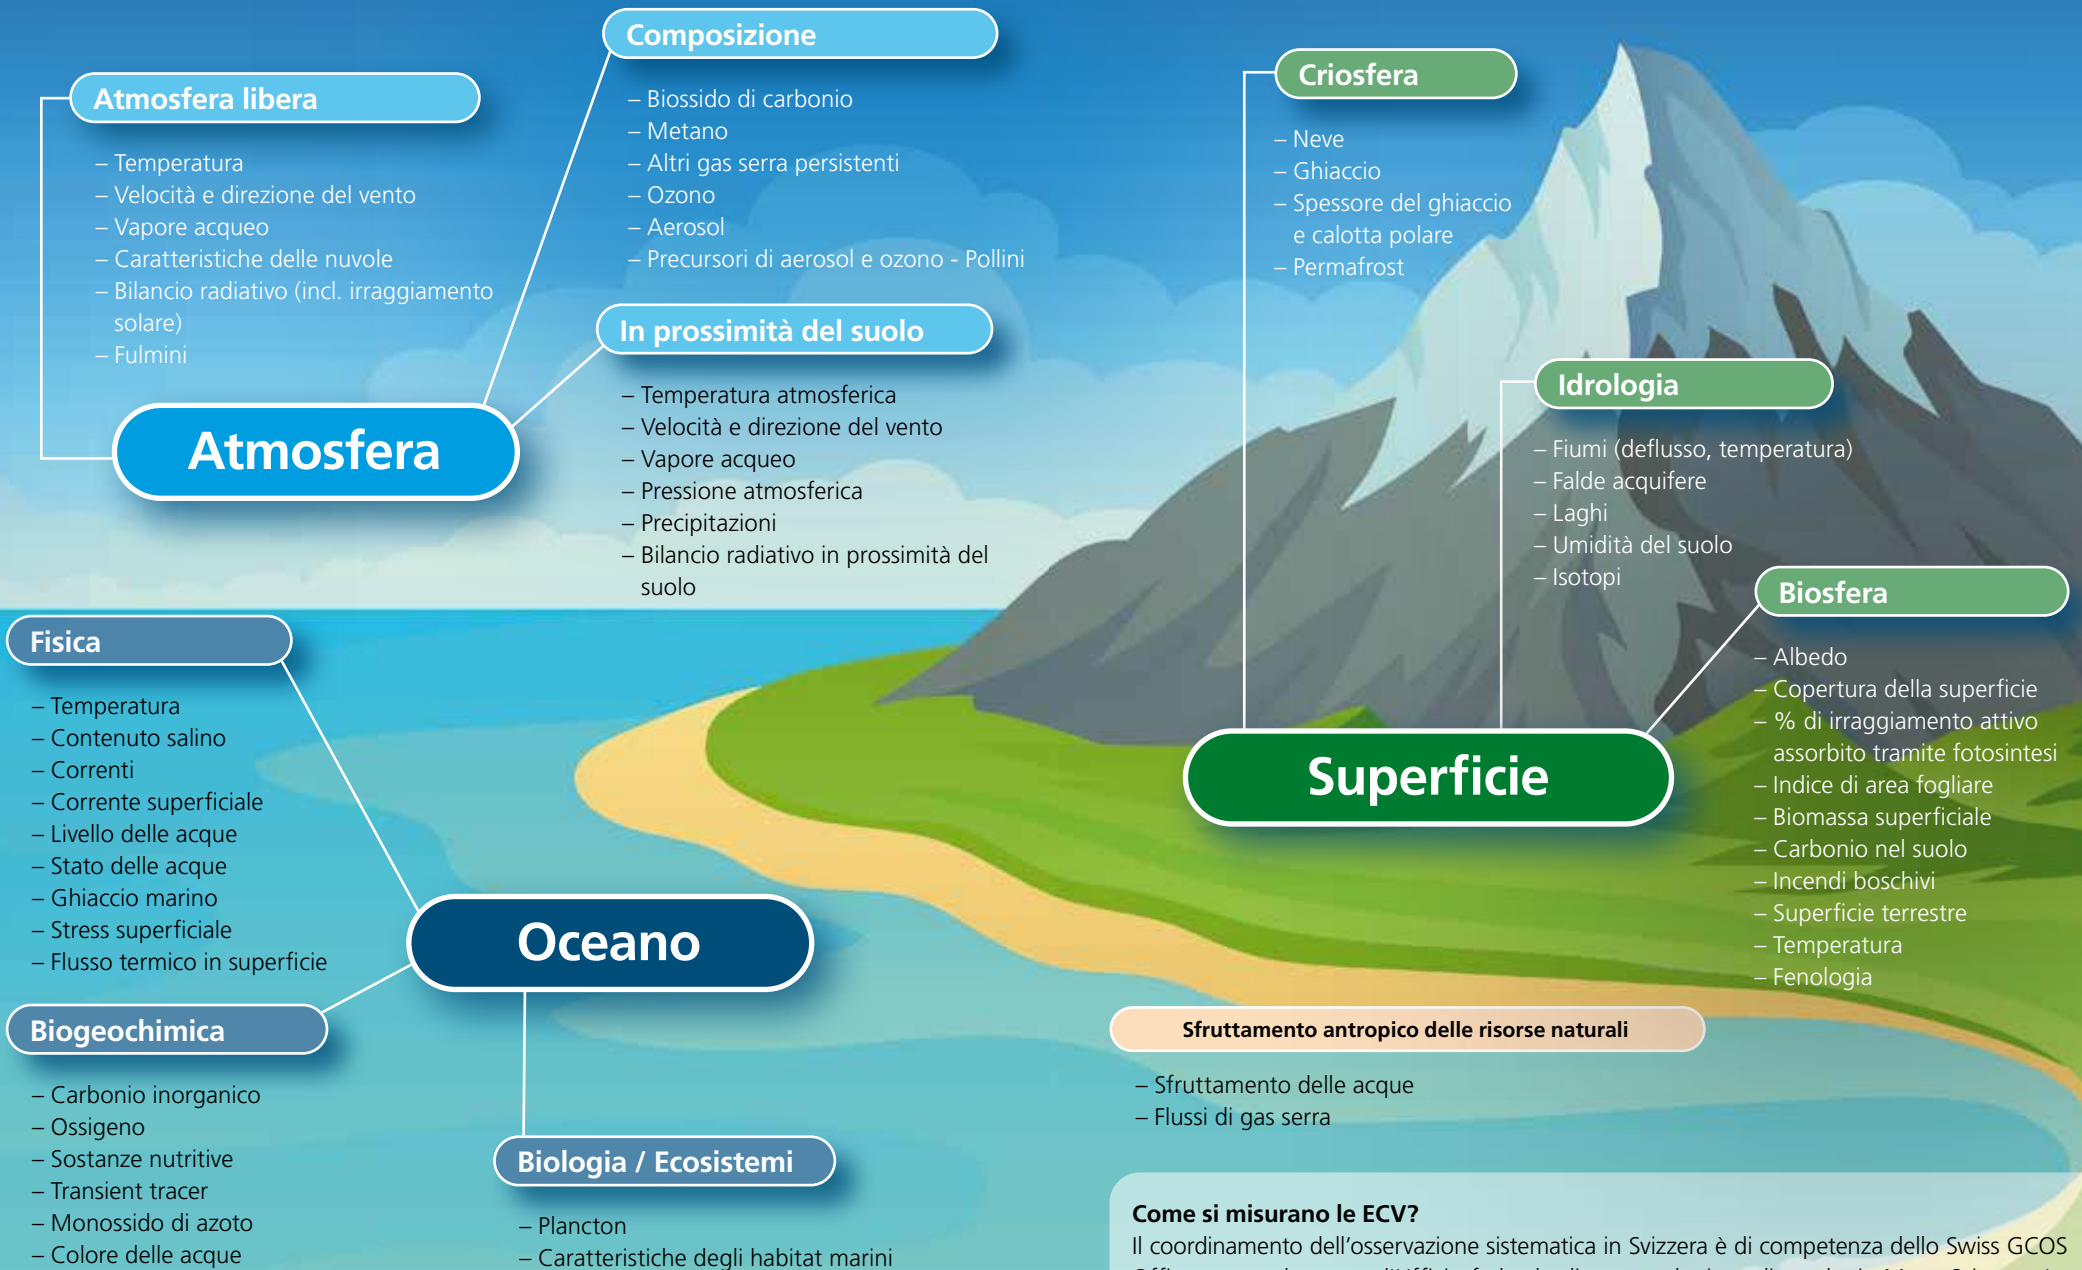 Atmosfera libera
– Temperatura
– Velocità e direzione del vento
– Vapore acqueo
– Caratteristiche delle nuvole
– Bilancio radiativo (incl. irraggiamento
solare)
– Fulmini
Composizione
– Biossido di carbonio
– Metano
– Altri gas serra persistenti
– Ozono
– Aerosol
– Precursori di aerosol e ozono - Pollini
In prossimità del suolo
– Temperatura atmosferica
– Velocità e direzione del vento
– Vapore acqueo
– Pressione atmosferica
– Precipitazioni
– Bilancio radiativo in prossimità del
suolo
Atmosfera
Criosfera
– Neve
– Ghiaccio
– Spessore del ghiaccio
e calotta polare
– Permafrost
Idrologia
– Fiumi (deflusso, temperatura)
– Falde acquifere
– Laghi
– Umidità del suolo
– Isotopi
Biosfera
– Albedo
– Copertura della superficie
– % di irraggiamento attivo
assorbito tramite fotosintesi
– Indice di area fogliare
– Biomassa superficiale
– Carbonio nel suolo
– Incendi boschivi
– Superficie terrestre
– Temperatura
– Fenologia
Superficie
Fisica
– Temperatura
– Contenuto salino
– Correnti
– Corrente superficiale
– Livello delle acque
– Stato delle acque
– Ghiaccio marino
– Stress superficiale
– Flusso termico in superficie
Oceano
Biogeochimica
– Carbonio inorganico
– Ossigeno
– Sostanze nutritive
– Transient tracer
– Monossido di azoto
– Colore delle acque
Biologia / Ecosistemi
– Plancton
– Caratteristiche degli habitat marini
Sfruttamento antropico delle risorse naturali
– Sfruttamento delle acque
– Flussi di gas serra
Come si misurano le ECV?
Il coordinamento dell'osservazione sistematica in Svizzera è di competenza dello Swiss GCOS